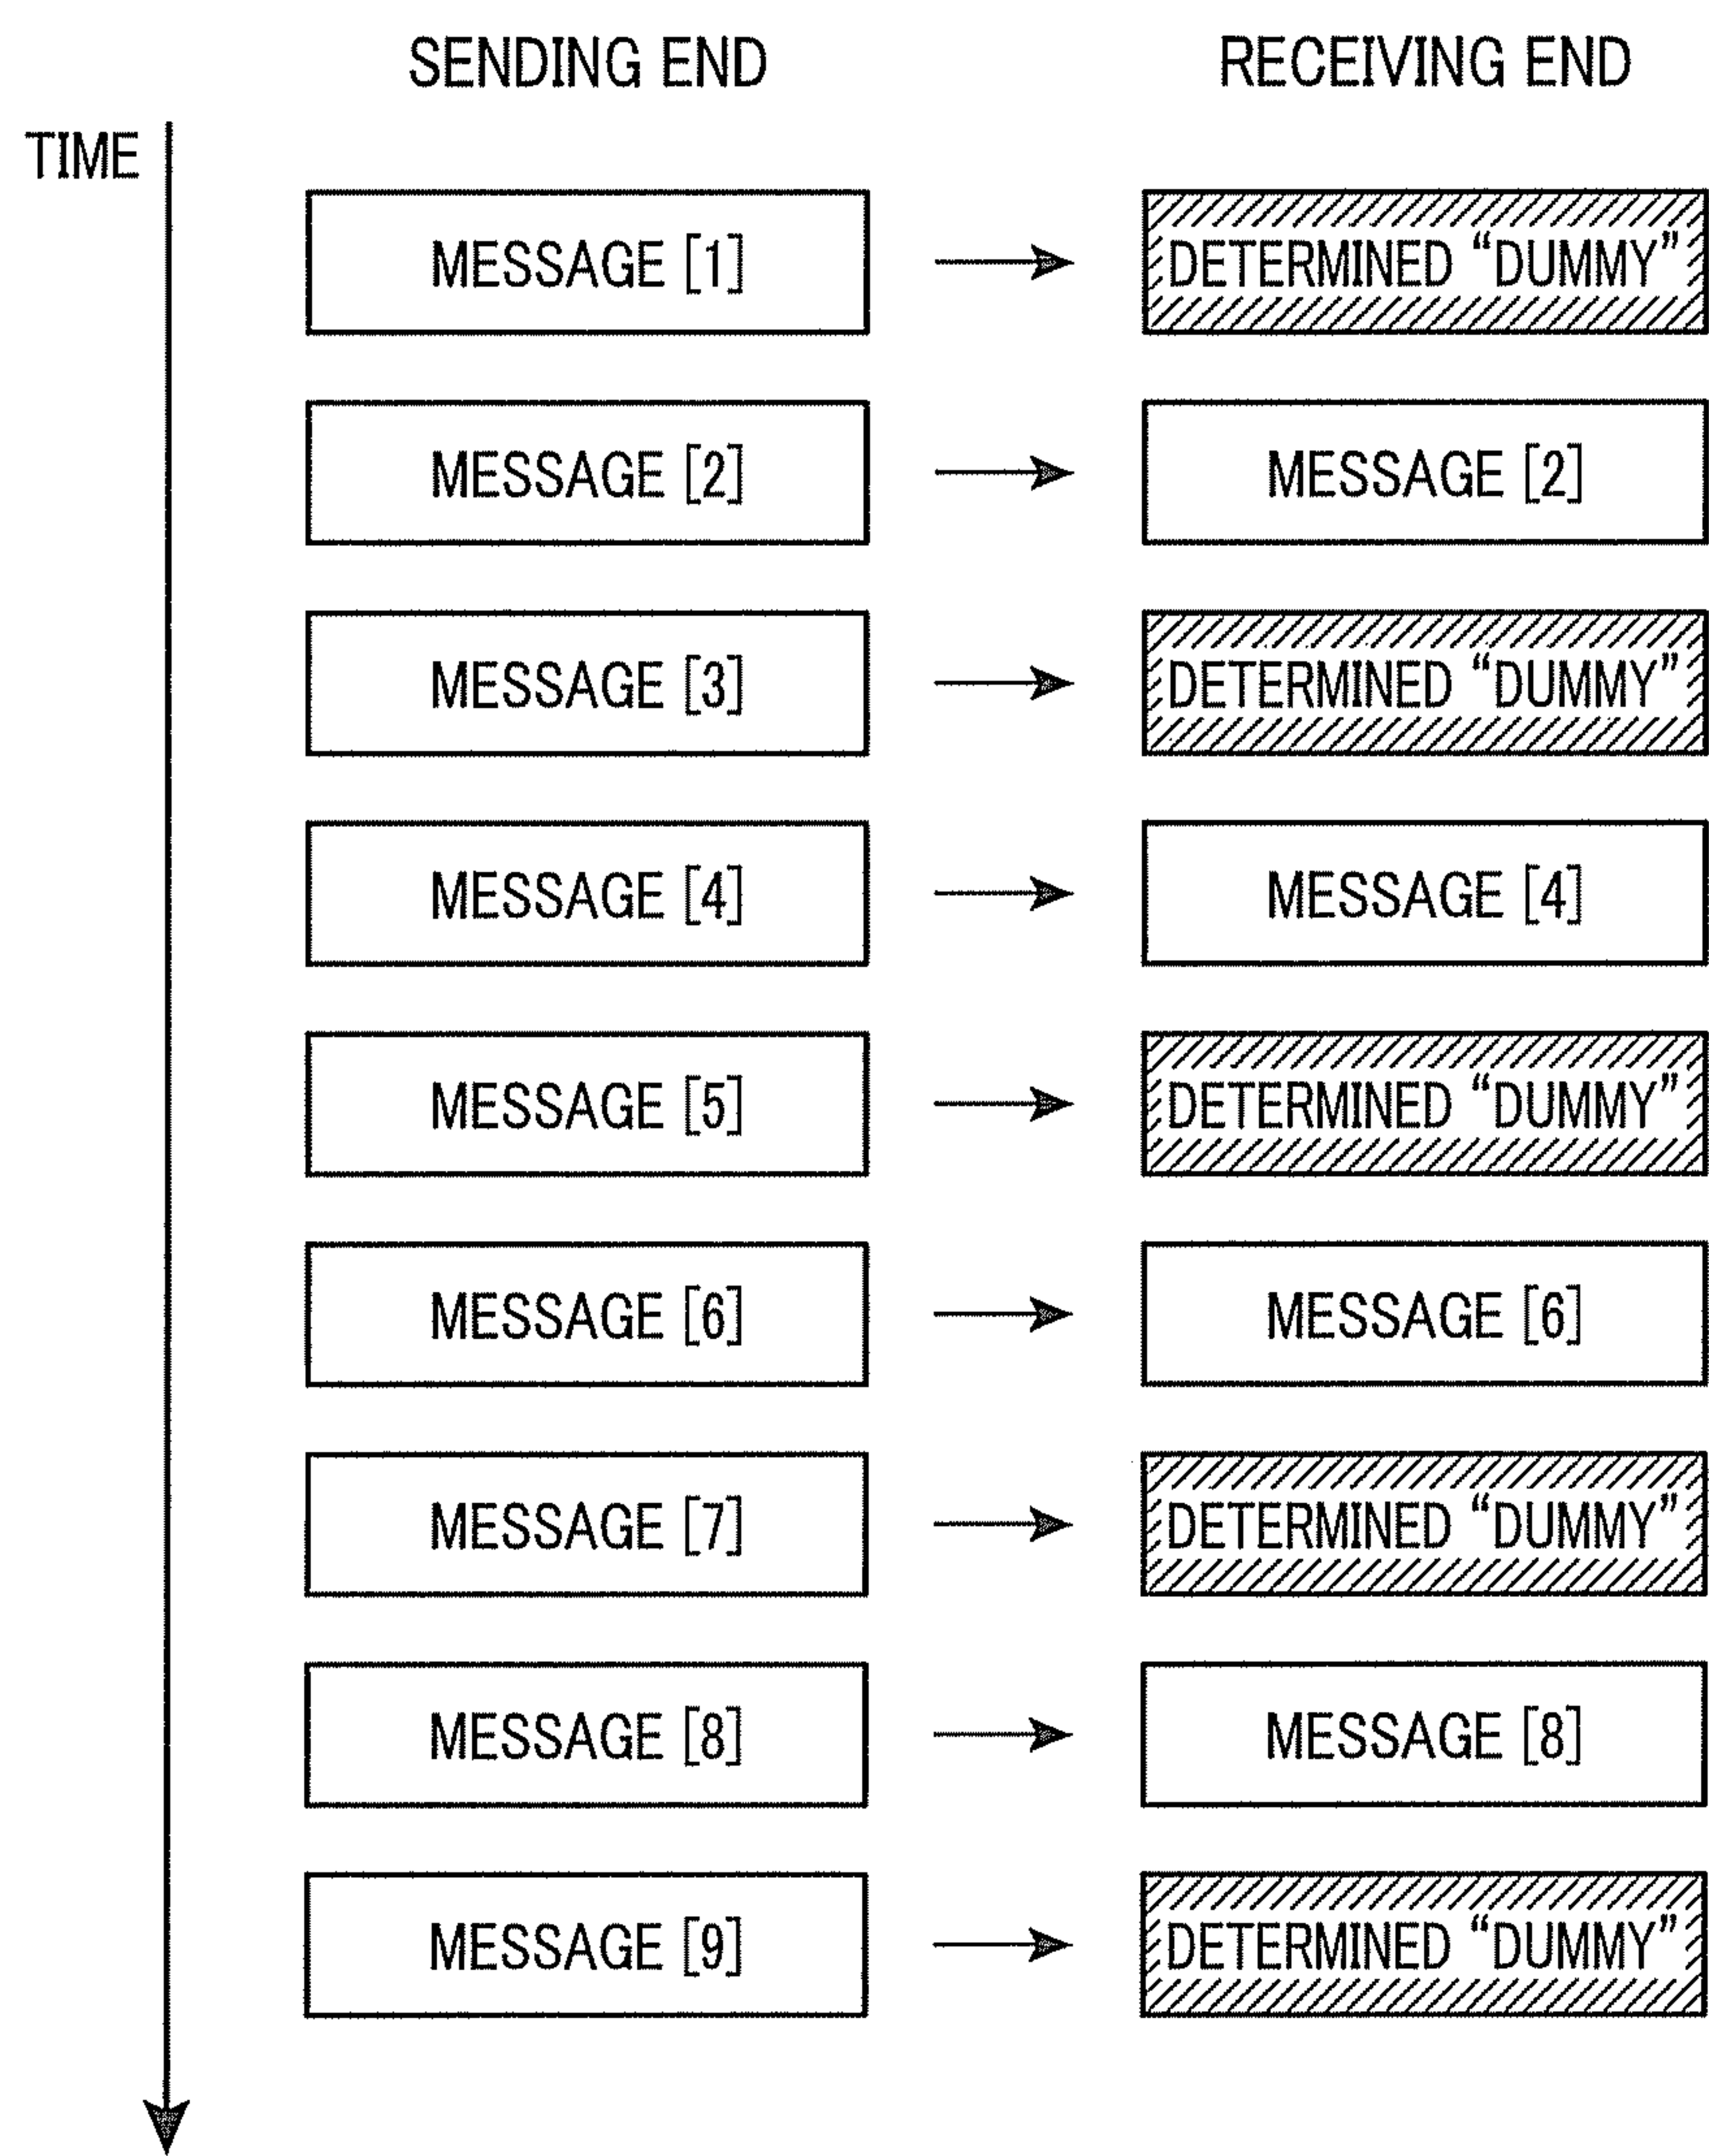 SENDING END RECEIVING END
TIME
MESSAGE [1] DETERMINED “DUMMY”
MESSAGE [2] MESSAGE [2]
MESSAGE [3] DETERMINED “DUMMY”
MESSAGE [4] MESSAGE [4]
MESSAGE [5] DETERMINED “DUMMY”
MESSAGE [6] MESSAGE [6]
MESSAGE [7] DETERMINED “DUMMY”
MESSAGE [8] MESSAGE [8]
MESSAGE [9] DETERMINED “DUMMY”